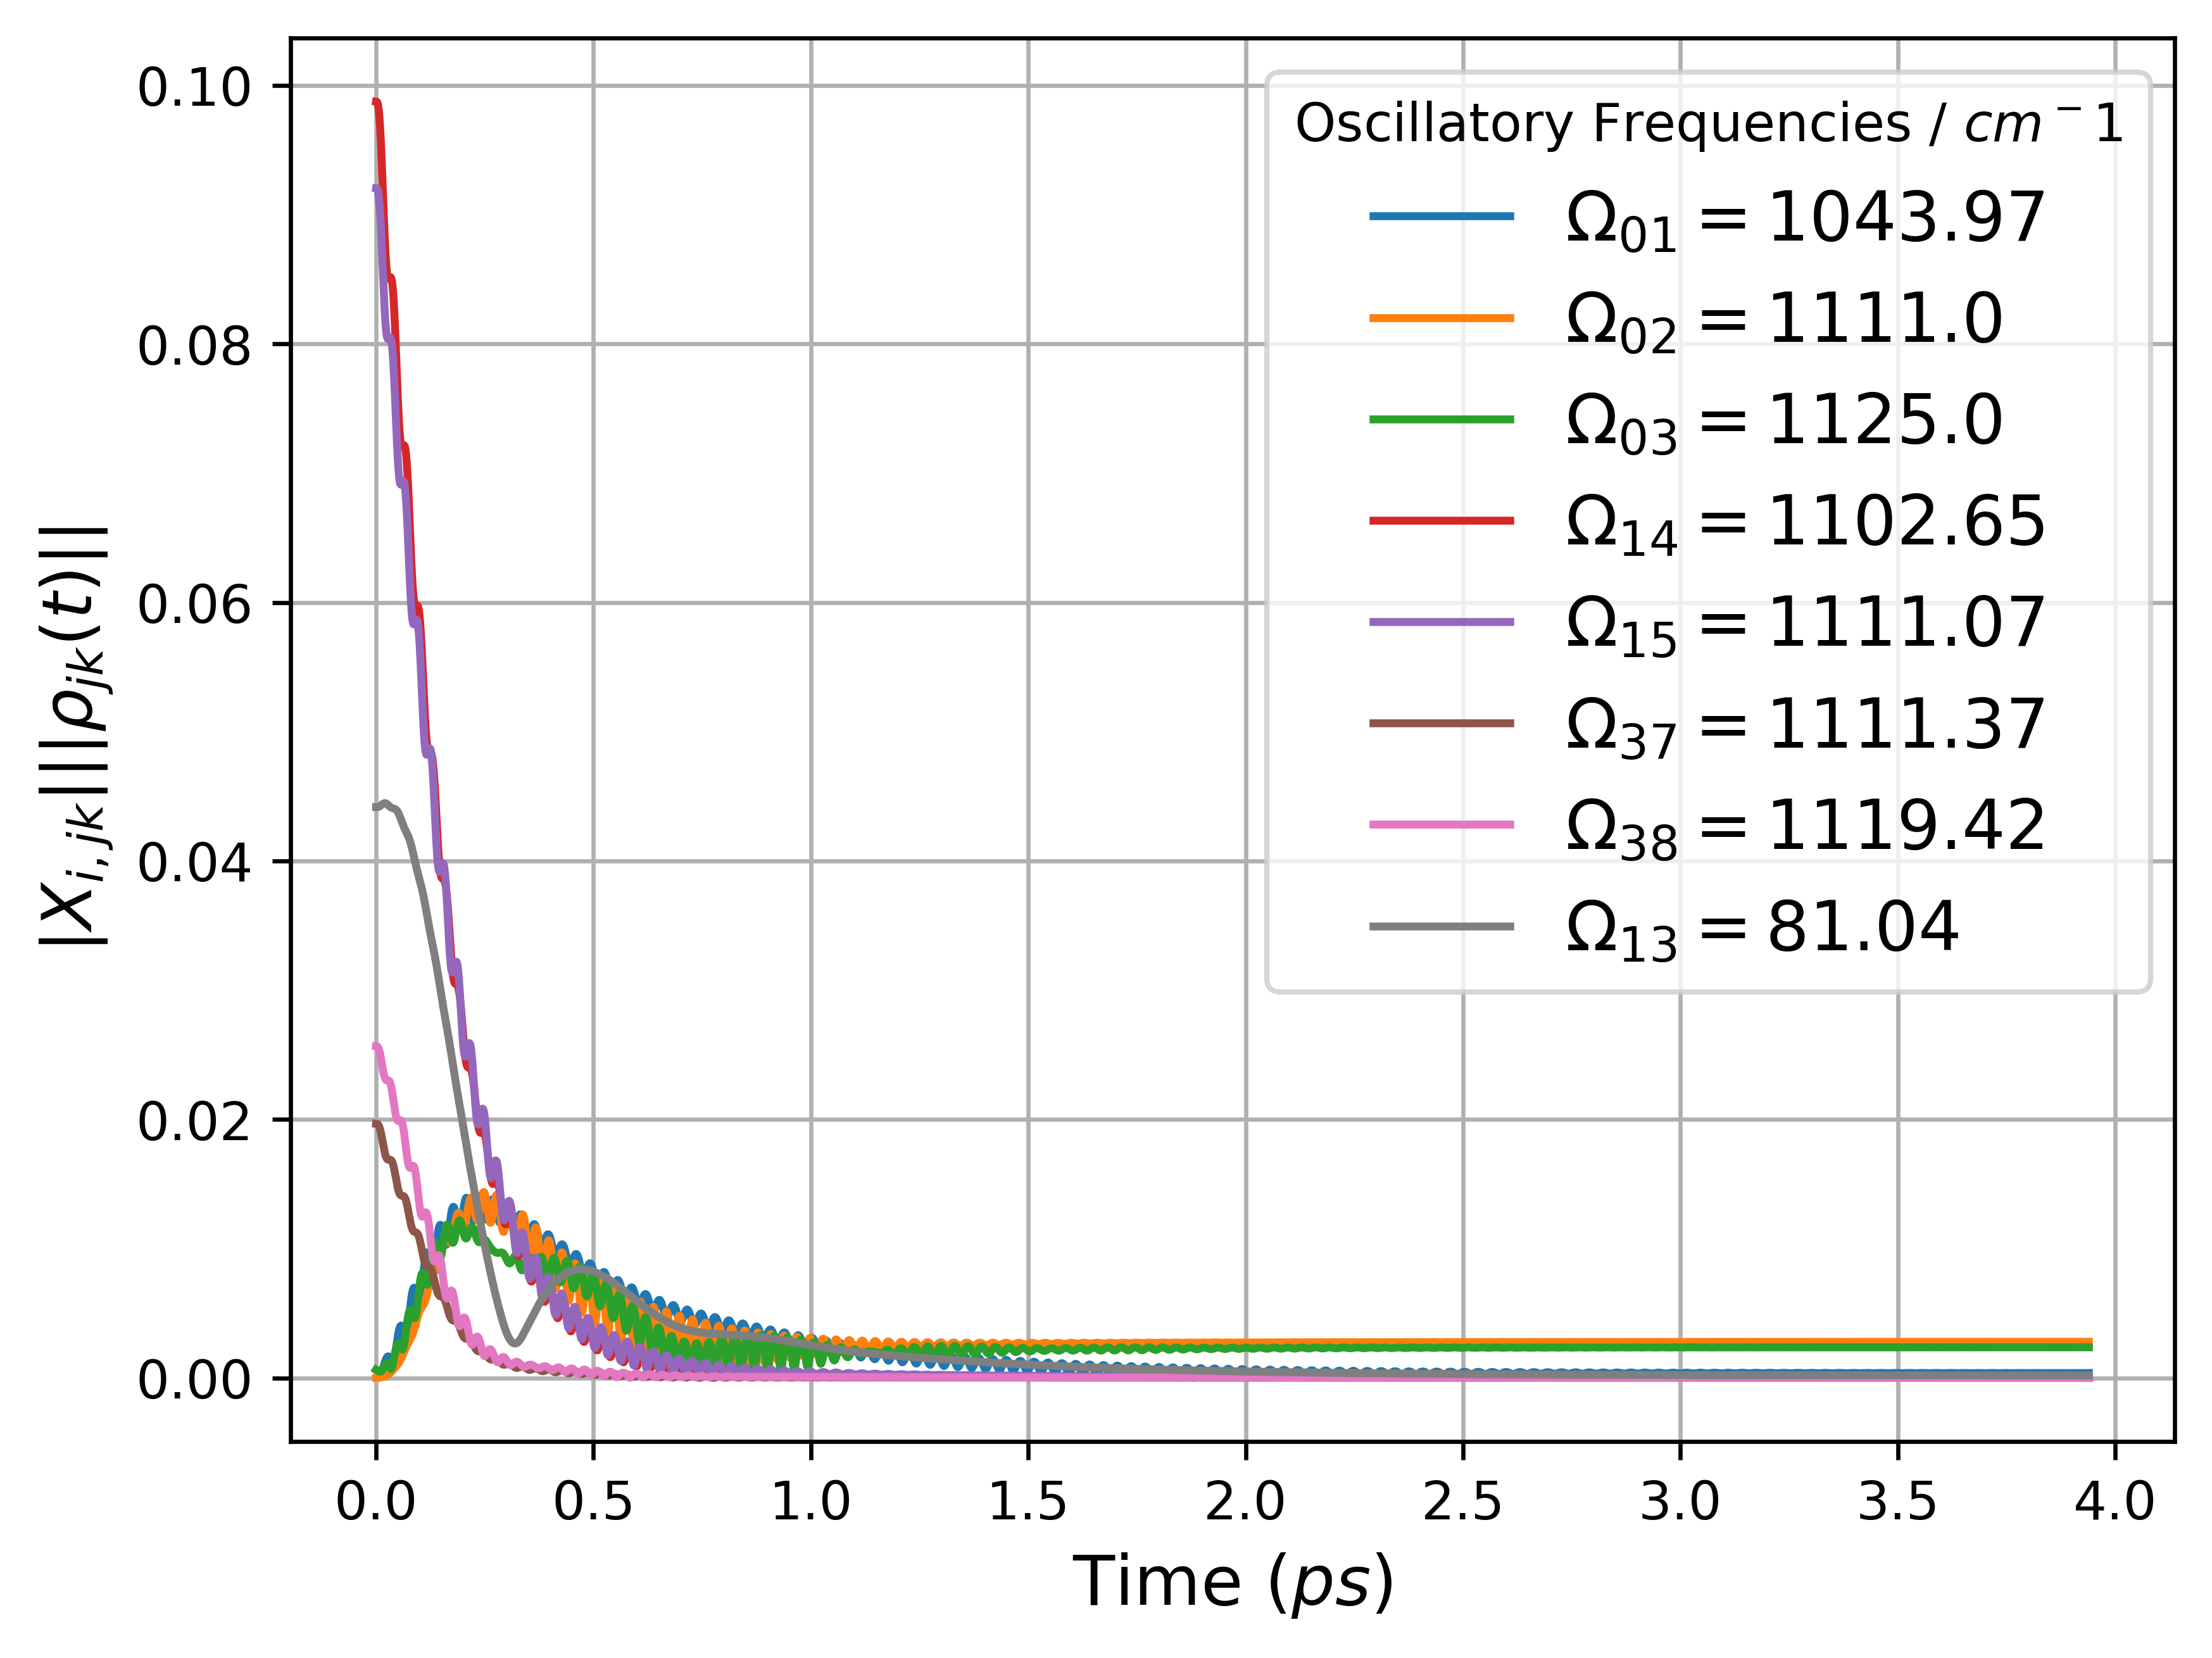 0.10
0.08
0.06
0.04
0.02
0.00
|X_{i,jk}|||ρ_{jk}(t)||
Oscillatory Frequencies / cm^−1
Ω_{01} = 1043.97
Ω_{02} = 1111.0
Ω_{03} = 1125.0
Ω_{14} = 1102.65
Ω_{15} = 1111.07
Ω_{37} = 1111.37
Ω_{38} = 1119.42
Ω_{13} = 81.04
0.0 0.5 1.0 1.5 2.0 2.5 3.0 3.5 4.0
Time (ps)